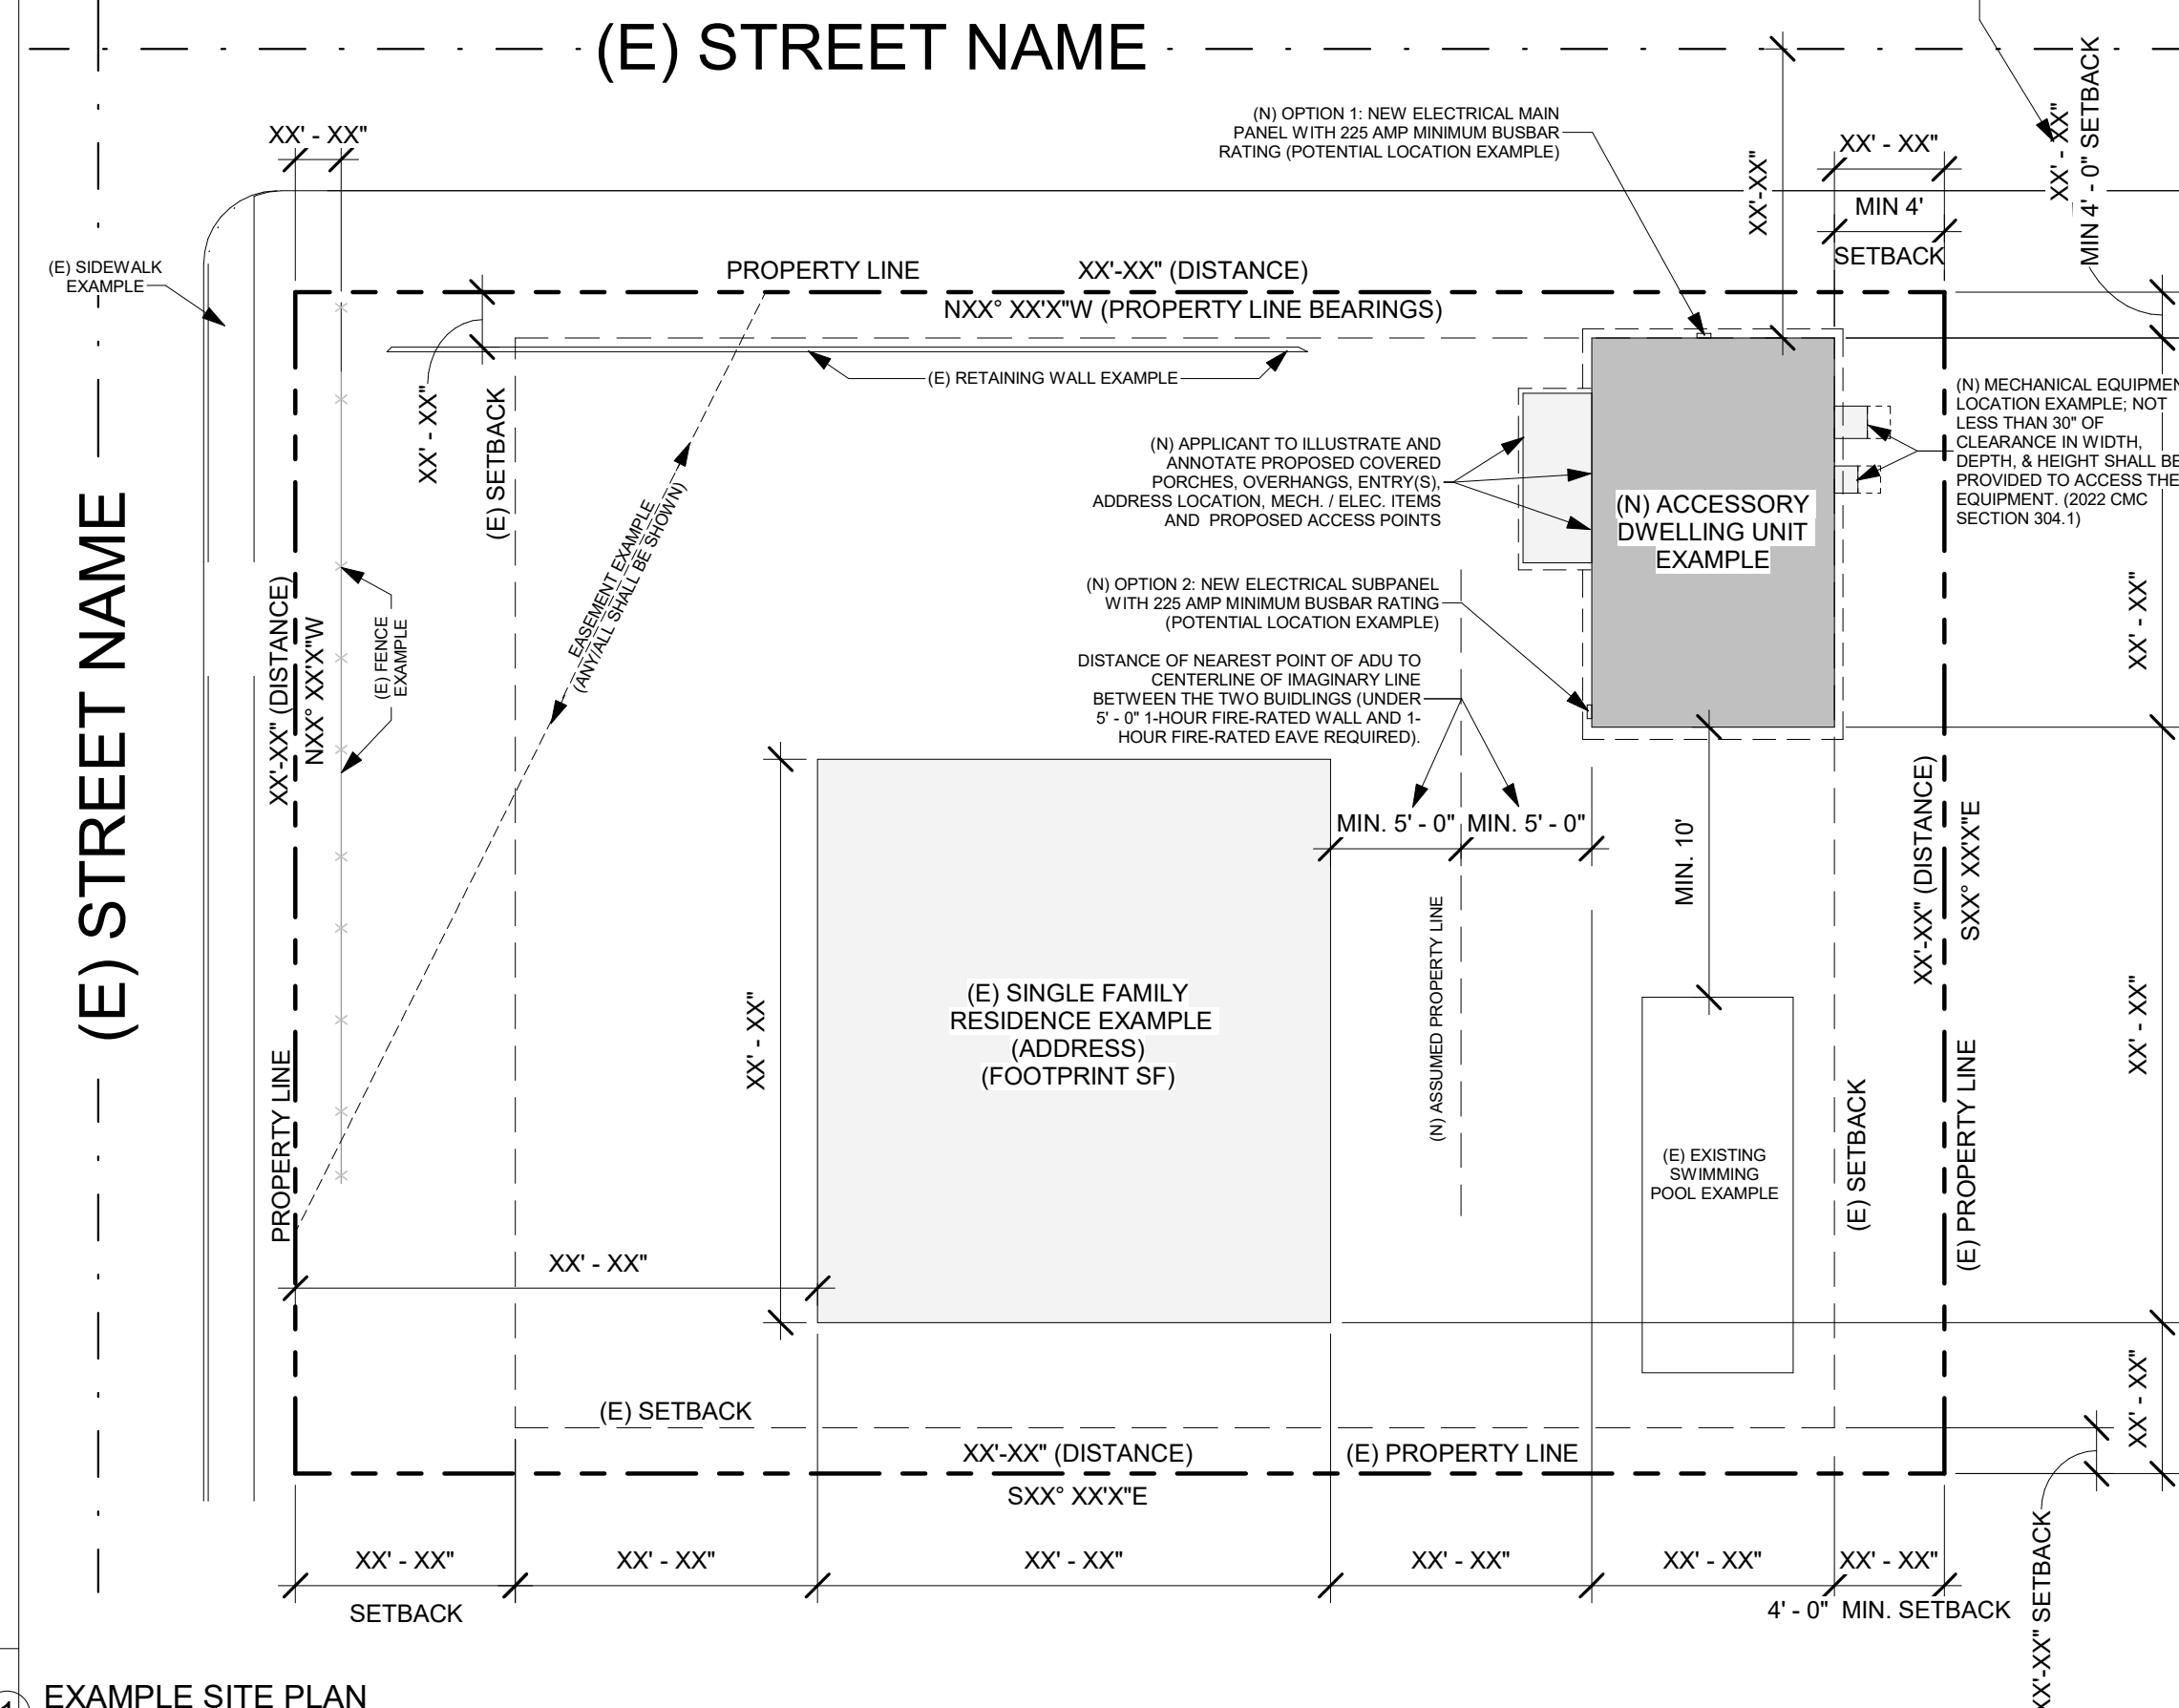 (E) STREET NAME
XX' - XX"
(N) OPTION 1: NEW ELECTRICAL MAIN
PANEL WITH 225 AMP MINIMUM BUSBAR
RATING (POTENTIAL LOCATION EXAMPLE)
XX'-XX"
XX' - XX"
MIN 4'
SETBACK
XX' - XX"
MIN 4' - 0" SETBACK
(E) SIDEWALK
EXAMPLE
PROPERTY LINE
XX'-XX" (DISTANCE)
NXX° XX'X"W (PROPERTY LINE BEARINGS)
(E) RETAINING WALL EXAMPLE
XX' - XX"
(E) SETBACK
(N) MECHANICAL EQUIPMEN
LOCATION EXAMPLE; NOT
LESS THAN 30" OF
CLEARANCE IN WIDTH,
DEPTH, & HEIGHT SHALL BE
PROVIDED TO ACCESS THE
EQUIPMENT. (2022 CMC
SECTION 304.1)
(N) APPLICANT TO ILLUSTRATE AND
ANNOTATE PROPOSED COVERED
PORCHES, OVERHANGS, ENTRY(S),
ADDRESS LOCATION, MECH. / ELEC. ITEMS
AND PROPOSED ACCESS POINTS
(N) ACCESSORY
DWELLING UNIT
EXAMPLE
EASEMENT EXAMPLE
(ANY/ALL SHALL BE SHOWN)
(E) STREET NAME
XX'-XX" (DISTANCE)
NXX° XX'X"W
(E) FENCE
EXAMPLE
(N) OPTION 2: NEW ELECTRICAL SUBPANEL
WITH 225 AMP MINIMUM BUSBAR RATING
(POTENTIAL LOCATION EXAMPLE)
XX' - XX"
DISTANCE OF NEAREST POINT OF ADU TO
CENTERLINE OF IMAGINARY LINE
BETWEEN THE TWO BUIDLINGS (UNDER
5' - 0" 1-HOUR FIRE-RATED WALL AND 1-
HOUR FIRE-RATED EAVE REQUIRED).
MIN. 5' - 0"
MIN. 5' - 0"
MIN. 10'
XX'-XX" (DISTANCE)
SXX° XX'X"E
(N) ASSUMED PROPERTY LINE
XX' - XX"
(E) SINGLE FAMILY
RESIDENCE EXAMPLE
(ADDRESS)
(FOOTPRINT SF)
XX' - XX"
PROPERTY LINE
(E) EXISTING
SWIMMING
POOL EXAMPLE
(E) SETBACK
(E) PROPERTY LINE
XX' - XX"
XX' - XX"
(E) SETBACK
XX'-XX" (DISTANCE)
(E) PROPERTY LINE
SXX° XX'X"E
XX' - XX"
XX' - XX"
XX' - XX"
XX' - XX"
XX' - XX"
XX' - XX"
SETBACK
4' - 0" MIN. SETBACK
XX'-XX" SETBACK
1
EXAMPLE SITE PLAN